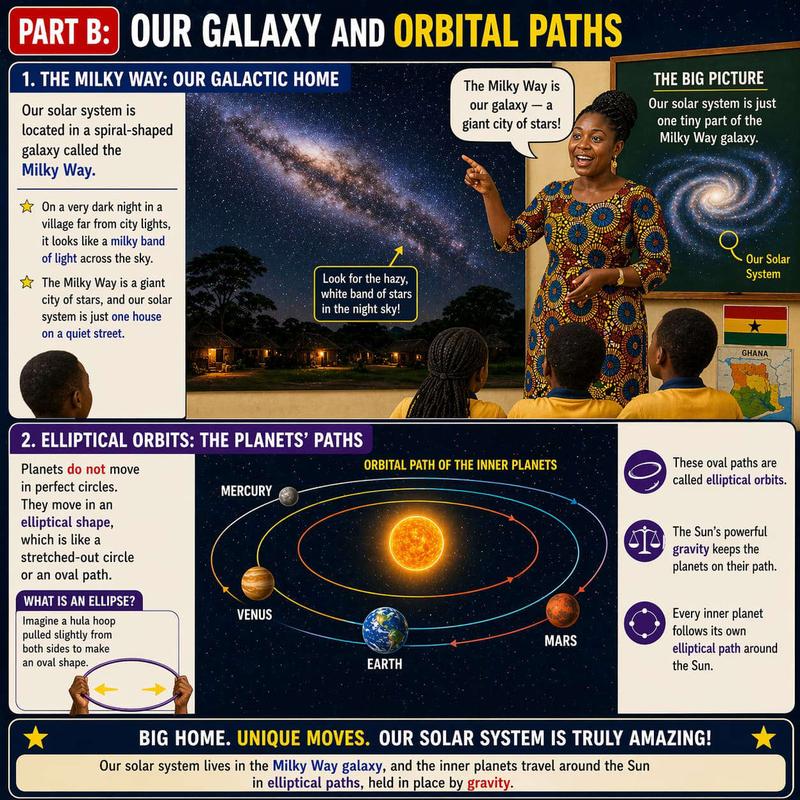 PART B: OUR GALAXY AND ORBITAL PATHS
1. THE MILKY WAY: OUR GALACTIC HOME
Our solar system is
located in a spiral-shaped
galaxy called the
Milky Way.
On a very dark night in a
village far from city lights,
it looks like a milky band
of light across the sky.
The Milky Way is a giant
city of stars, and our solar
system is just one house
on a quiet street.
Look for the hazy,
white band of stars
in the night sky!
The Milky Way is
our galaxy — a
giant city of stars!
THE BIG PICTURE
Our solar system is just
one tiny part of the
Milky Way galaxy.
Our Solar
System
GHANA
2. ELLIPTICAL ORBITS: THE PLANETS' PATHS
Planets do not move
in perfect circles.
They move in an
elliptical shape,
which is like a
stretched-out circle
or an oval path.
WHAT IS AN ELLIPSE?
Imagine a hula hoop
pulled slightly from
both sides to make
an oval shape.
ORBITAL PATH OF THE INNER PLANETS
MERCURY
VENUS
EARTH
MARS
These oval paths are
called elliptical orbits.
The Sun's powerful
gravity keeps the
planets on their path.
Every inner planet
follows its own
elliptical path around
the Sun.
BIG HOME. UNIQUE MOVES. OUR SOLAR SYSTEM IS TRULY AMAZING!
Our solar system lives in the Milky Way galaxy, and the inner planets travel around the Sun
in elliptical paths, held in place by gravity.